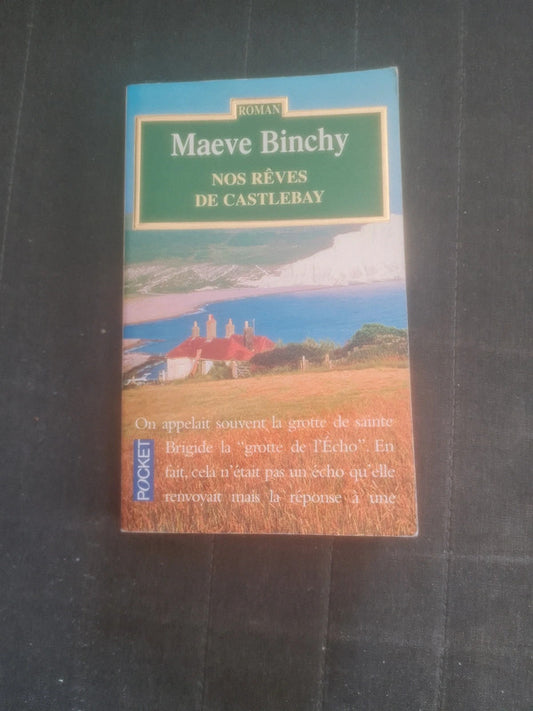 ROMAN
Maeve Binchy
NOS RÊVES
DE CASTLEBAY
On appelait souvent la grotte de sainte
Brigide la "grotte de l'Écho". En
fait, cela n'était pas un écho qu'elle
renvoyait mais la réponse à une
POCKET